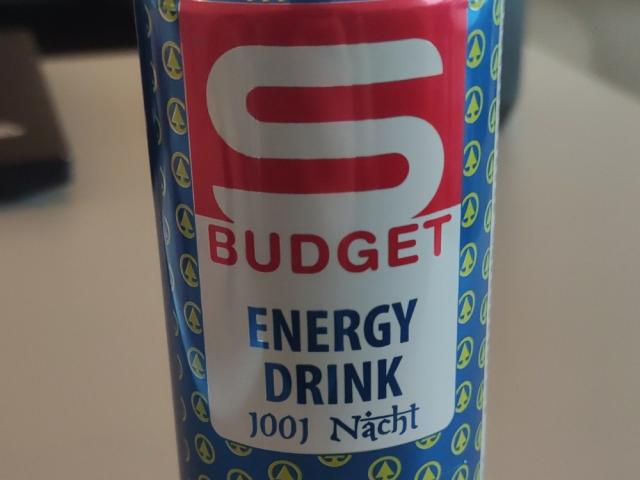 S
BUDGET
ENERGY
DRINK
1001 Nacht